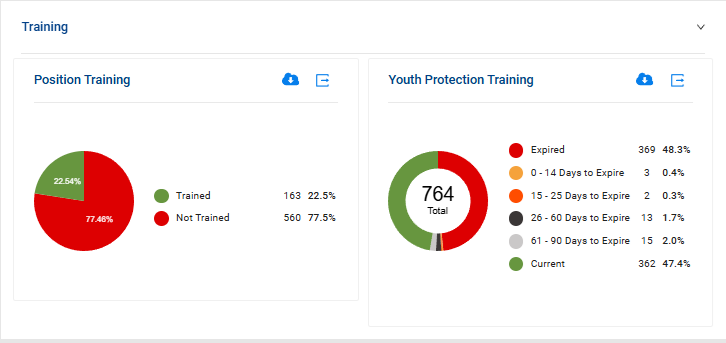 Training
Position Training
22.54%
77.46%
Trained 163 22.5%
Not Trained 560 77.5%
Youth Protection Training
764
Total
Expired 369 48.3%
0 - 14 Days to Expire 3 0.4%
15 - 25 Days to Expire 2 0.3%
26 - 60 Days to Expire 13 1.7%
61 - 90 Days to Expire 15 2.0%
Current 362 47.4%